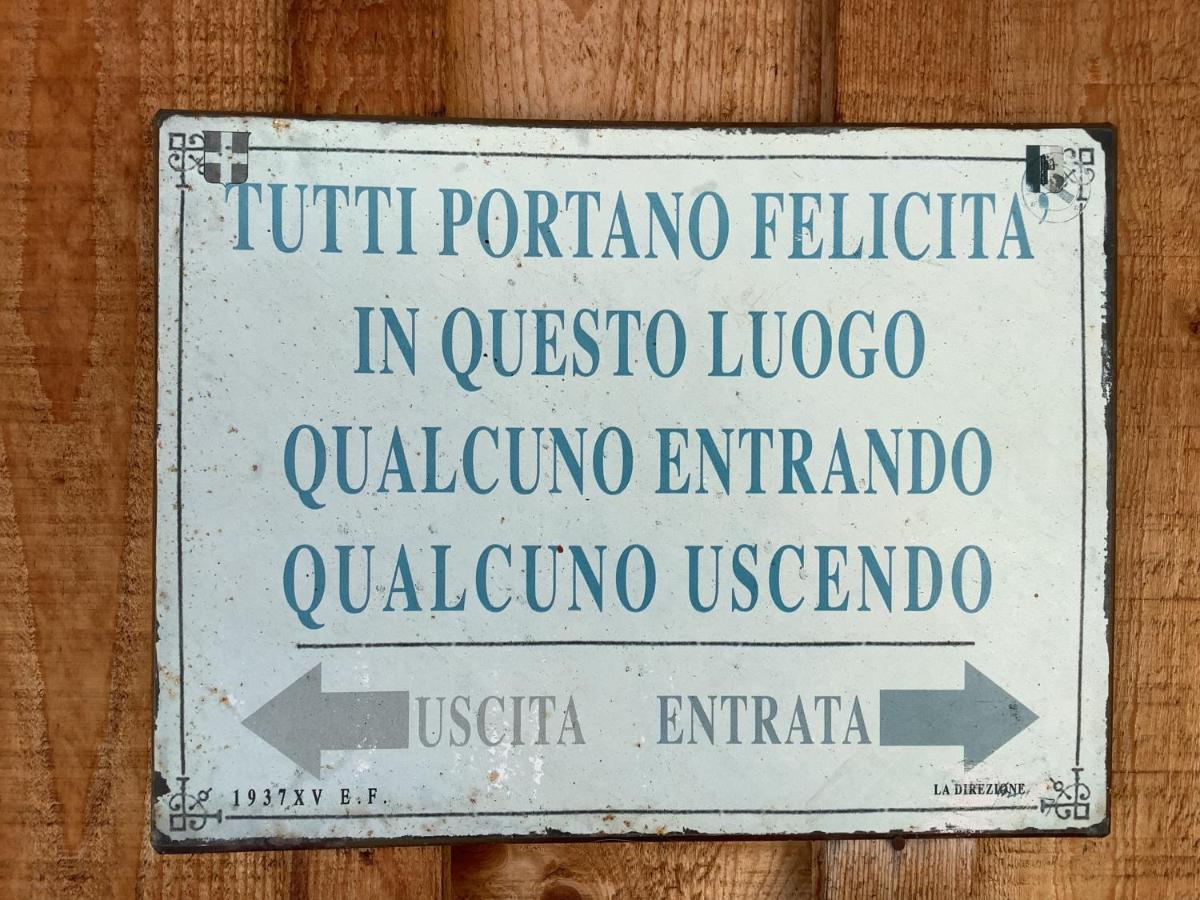 TUTTI PORTANO FELICITA'
IN QUESTO LUOGO
QUALCUNO ENTRANDO
QUALCUNO USCENDO
USCITA ENTRATA
1937XV E.F.
LA DIREZIONE